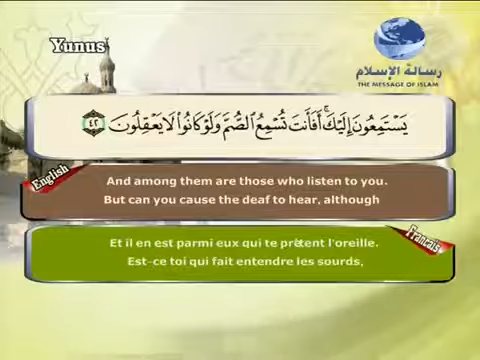 Yunus
رسالة الإسلام
THE MESSAGE OF ISLAM
يَسْتَمِعُونَ إِلَيْكَ ۚ أَفَأَنتَ تُسْمِعُ الصُّمَّ وَلَوْ كَانُوا لَا يَعْقِلُونَ ٤٢
English
And among them are those who listen to you.
But can you cause the deaf to hear, although
Francais
Et il en est parmi eux qui te prêtent l'oreille.
Est-ce toi qui fait entendre les sourds,